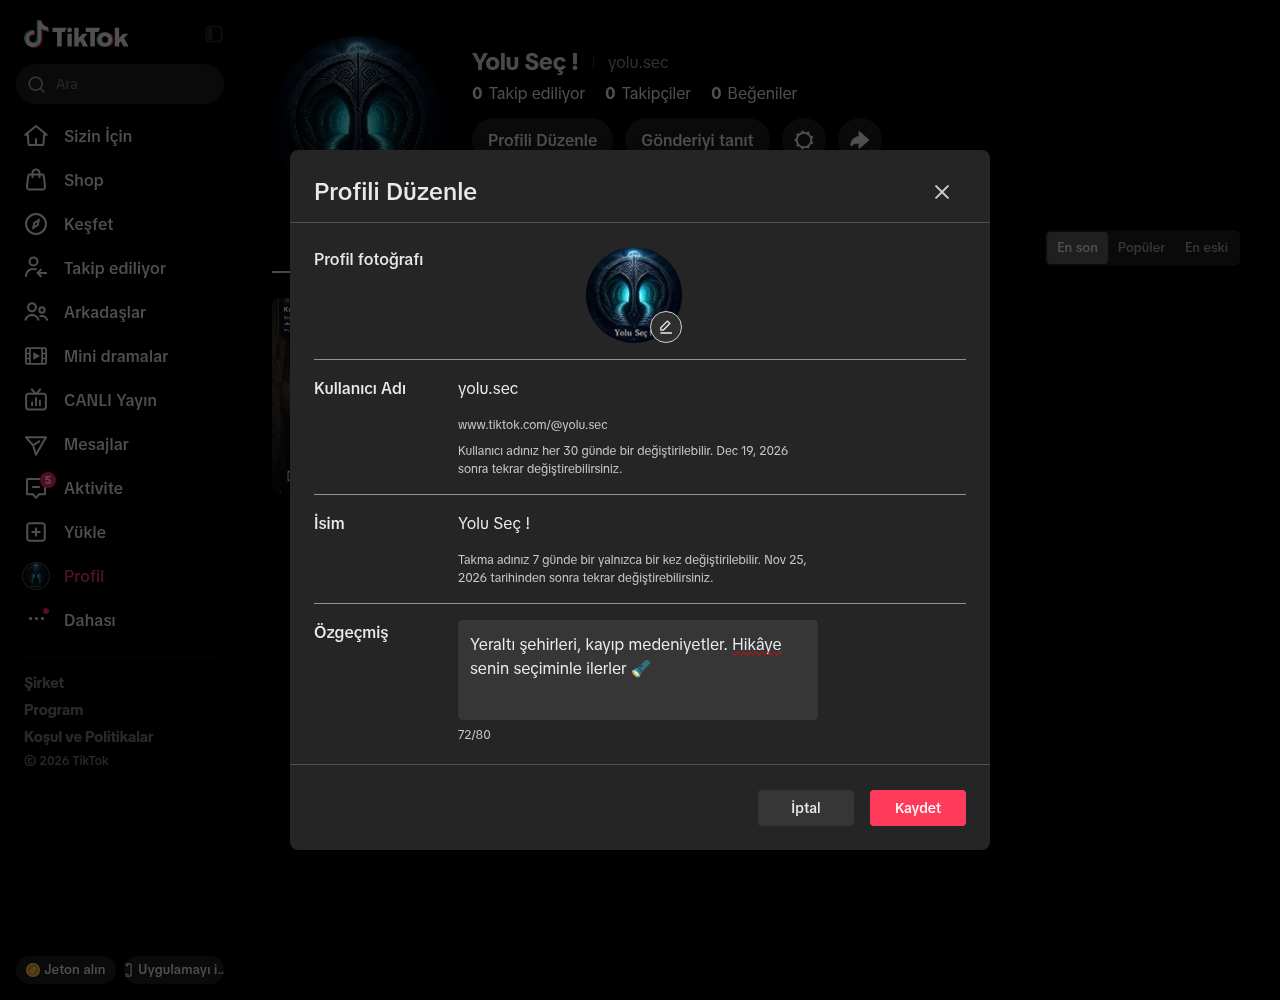 TikTok
Ara
Sizin İçin
Shop
Keşfet
Takip ediliyor
Arkadaşlar
Mini dramalar
CANLI Yayın
Mesajlar
5
Aktivite
Yükle
Profil
Dahası
Şirket
Program
Koşul ve Politikalar
© 2026 TikTok
Jeton alın
Uygulamayı i...
Yolu Seç !
yolu.sec
0 Takip ediliyor 0 Takipçiler 0 Beğeniler
Profili Düzenle
Gönderiyi tanıt
En son
Popüler
En eski
Profili Düzenle
Profil fotoğrafı
Yolu Seç
Kullanıcı Adı
yolu.sec
www.tiktok.com/@yolu.sec
Kullanıcı adınız her 30 günde bir değiştirilebilir. Dec 19, 2026
sonra tekrar değiştirebilirsiniz.
İsim
Yolu Seç !
Takma adınız 7 günde bir yalnızca bir kez değiştirilebilir. Nov 25,
2026 tarihinden sonra tekrar değiştirebilirsiniz.
Özgeçmiş
Yeraltı şehirleri, kayıp medeniyetler. Hikâye
senin seçiminle ilerler 🔦
72/80
İptal
Kaydet